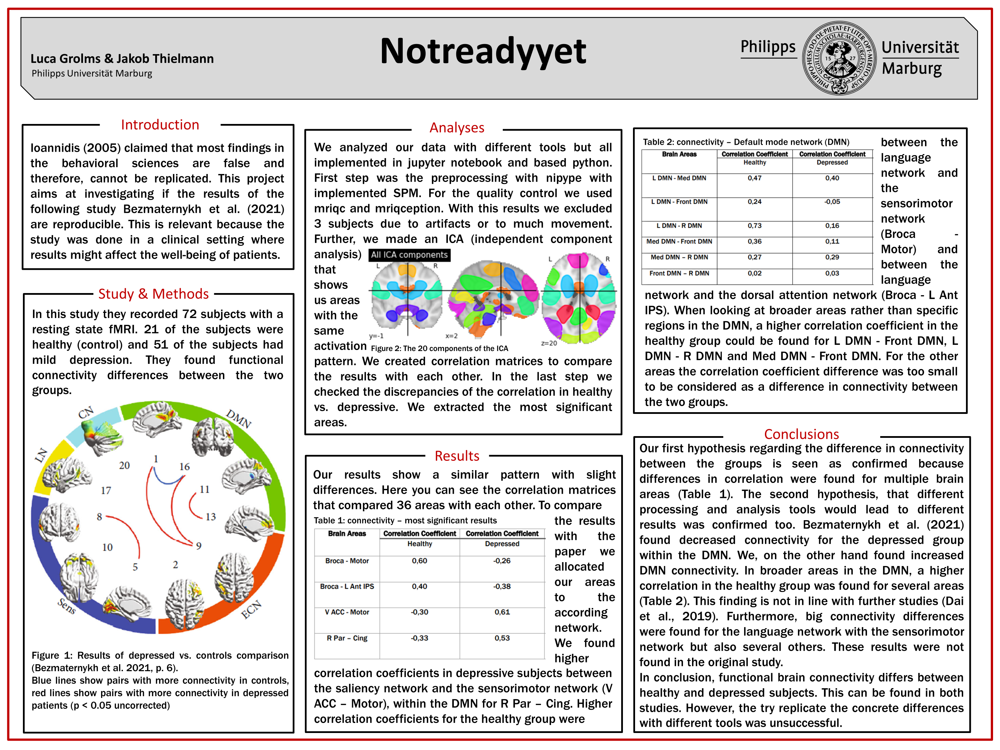 Luca Grolms & Jakob Thielmann
Philipps Universität Marburg
Notreadyyet
Philipps
Universität
Marburg
15 27
Introduction
Ioannidis (2005) claimed that most findings in
the behavioral sciences are false and
therefore, cannot be replicated. This project
aims at investigating if the results of the
following study Bezmaternykh et al. (2021)
are reproducible. This is relevant because the
study was done in a clinical setting where
results might affect the well-being of patients.
Study & Methods
In this study they recorded 72 subjects with a
resting state fMRI. 21 of the subjects were
healthy (control) and 51 of the subjects had
mild depression. They found functional
connectivity differences between the two
groups.
CN
DMN
LN
Sens
ECN
1
16
20
11
17
13
8
9
10
5
2
Figure 1: Results of depressed vs. controls comparison
(Bezmaternykh et al. 2021, p. 6).
Blue lines show pairs with more connectivity in controls,
red lines show pairs with more connectivity in depressed
patients (p < 0.05 uncorrected)
Analyses
We analyzed our data with different tools but all
implemented in jupyter notebook and based python.
First step was the preprocessing with nipype with
implemented SPM. For the quality control we used
mriqc and mriqception. With this results we excluded
3 subjects due to artifacts or to much movement.
Further, we made an ICA (independent component
analysis)
that
shows
us areas
with the
same
activation
All ICA components
L R
L R
y=-1
x=2
z=20
Figure 2: The 20 components of the ICA
pattern. We created correlation matrices to compare
the results with each other. In the last step we
checked the discrepancies of the correlation in healthy
vs. depressive. We extracted the most significant
areas.
Results
Our results show a similar pattern with slight
differences. Here you can see the correlation matrices
that compared 36 areas with each other. To compare
Table 1: connectivity – most significant results
Brain Areas Correlation Coefficient Correlation Coefficient
Healthy Depressed
Broca - Motor 0,60 -0,26
Broca - L Ant IPS 0,40 -0,38
V ACC - Motor -0,30 0,61
R Par – Cing -0,33 0,53
the results
with the
paper we
allocated
our areas
to the
according
network.
We found
higher
correlation coefficients in depressive subjects between
the saliency network and the sensorimotor network (V
ACC – Motor), within the DMN for R Par – Cing. Higher
correlation coefficients for the healthy group were
Table 2: connectivity – Default mode network (DMN)
Brain Areas Correlation Coefficient Correlation Coefficient
Healthy Depressed
L DMN - Med DMN 0,47 0,40
L DMN - Front DMN 0,24 -0,05
L DMN - R DMN 0,73 0,16
Med DMN - Front DMN 0,36 0,11
Med DMN – R DMN 0,27 0,29
Front DMN – R DMN 0,02 0,03
between the
language
network and
the
sensorimotor
network
(Broca -
Motor) and
between the
language
network and the dorsal attention network (Broca - L Ant
IPS). When looking at broader areas rather than specific
regions in the DMN, a higher correlation coefficient in the
healthy group could be found for L DMN - Front DMN, L
DMN - R DMN and Med DMN - Front DMN. For the other
areas the correlation coefficient difference was too small
to be considered as a difference in connectivity between
the two groups.
Conclusions
Our first hypothesis regarding the difference in connectivity
between the groups is seen as confirmed because
differences in correlation were found for multiple brain
areas (Table 1). The second hypothesis, that different
processing and analysis tools would lead to different
results was confirmed too. Bezmaternykh et al. (2021)
found decreased connectivity for the depressed group
within the DMN. We, on the other hand found increased
DMN connectivity. In broader areas in the DMN, a higher
correlation in the healthy group was found for several areas
(Table 2). This finding is not in line with further studies (Dai
et al., 2019). Furthermore, big connectivity differences
were found for the language network with the sensorimotor
network but also several others. These results were not
found in the original study.
In conclusion, functional brain connectivity differs between
healthy and depressed subjects. This can be found in both
studies. However, the try replicate the concrete differences
with different tools was unsuccessful.